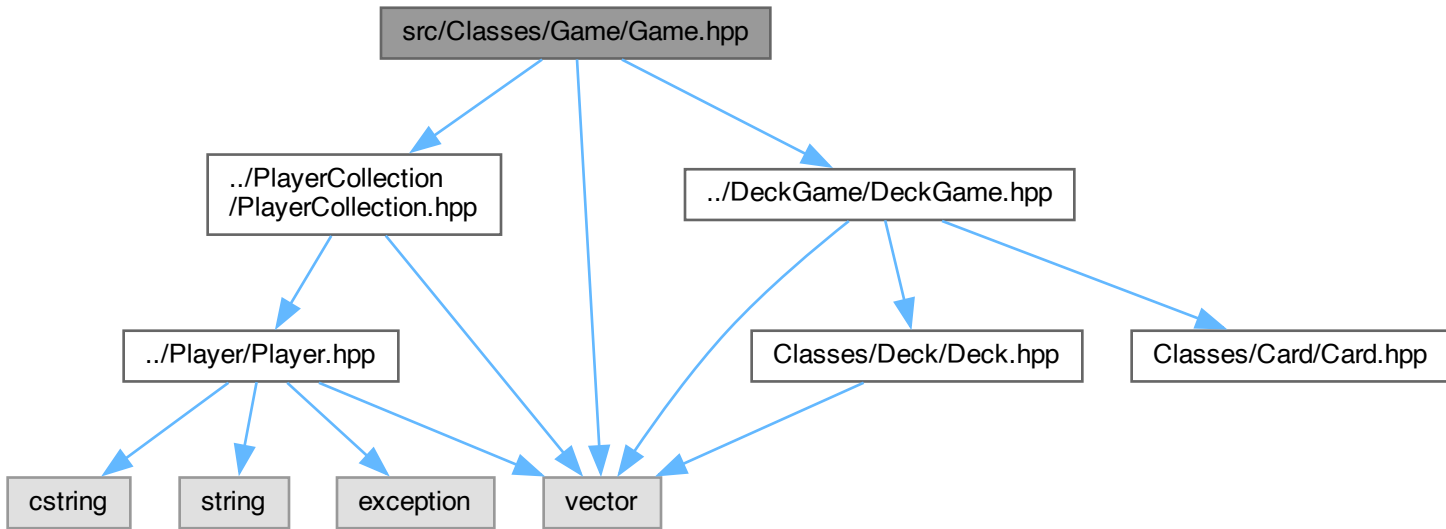 src/Classes/Game/Game.hpp
../PlayerCollection
/PlayerCollection.hpp
../DeckGame/DeckGame.hpp
../Player/Player.hpp
Classes/Deck/Deck.hpp
Classes/Card/Card.hpp
cstring
string
exception
vector